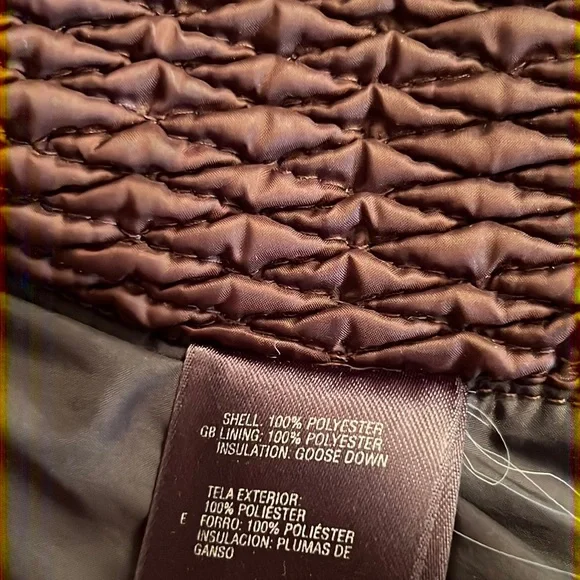 SHELL: 100% POLYESTER
GB LINING: 100% POLYESTER
INSULATION: GOOSE DOWN
TELA EXTERIOR:
100% POLIÉSTER
E FORRO: 100% POLIÉSTER
INSULACIÓN: PLUMAS DE
GANSO